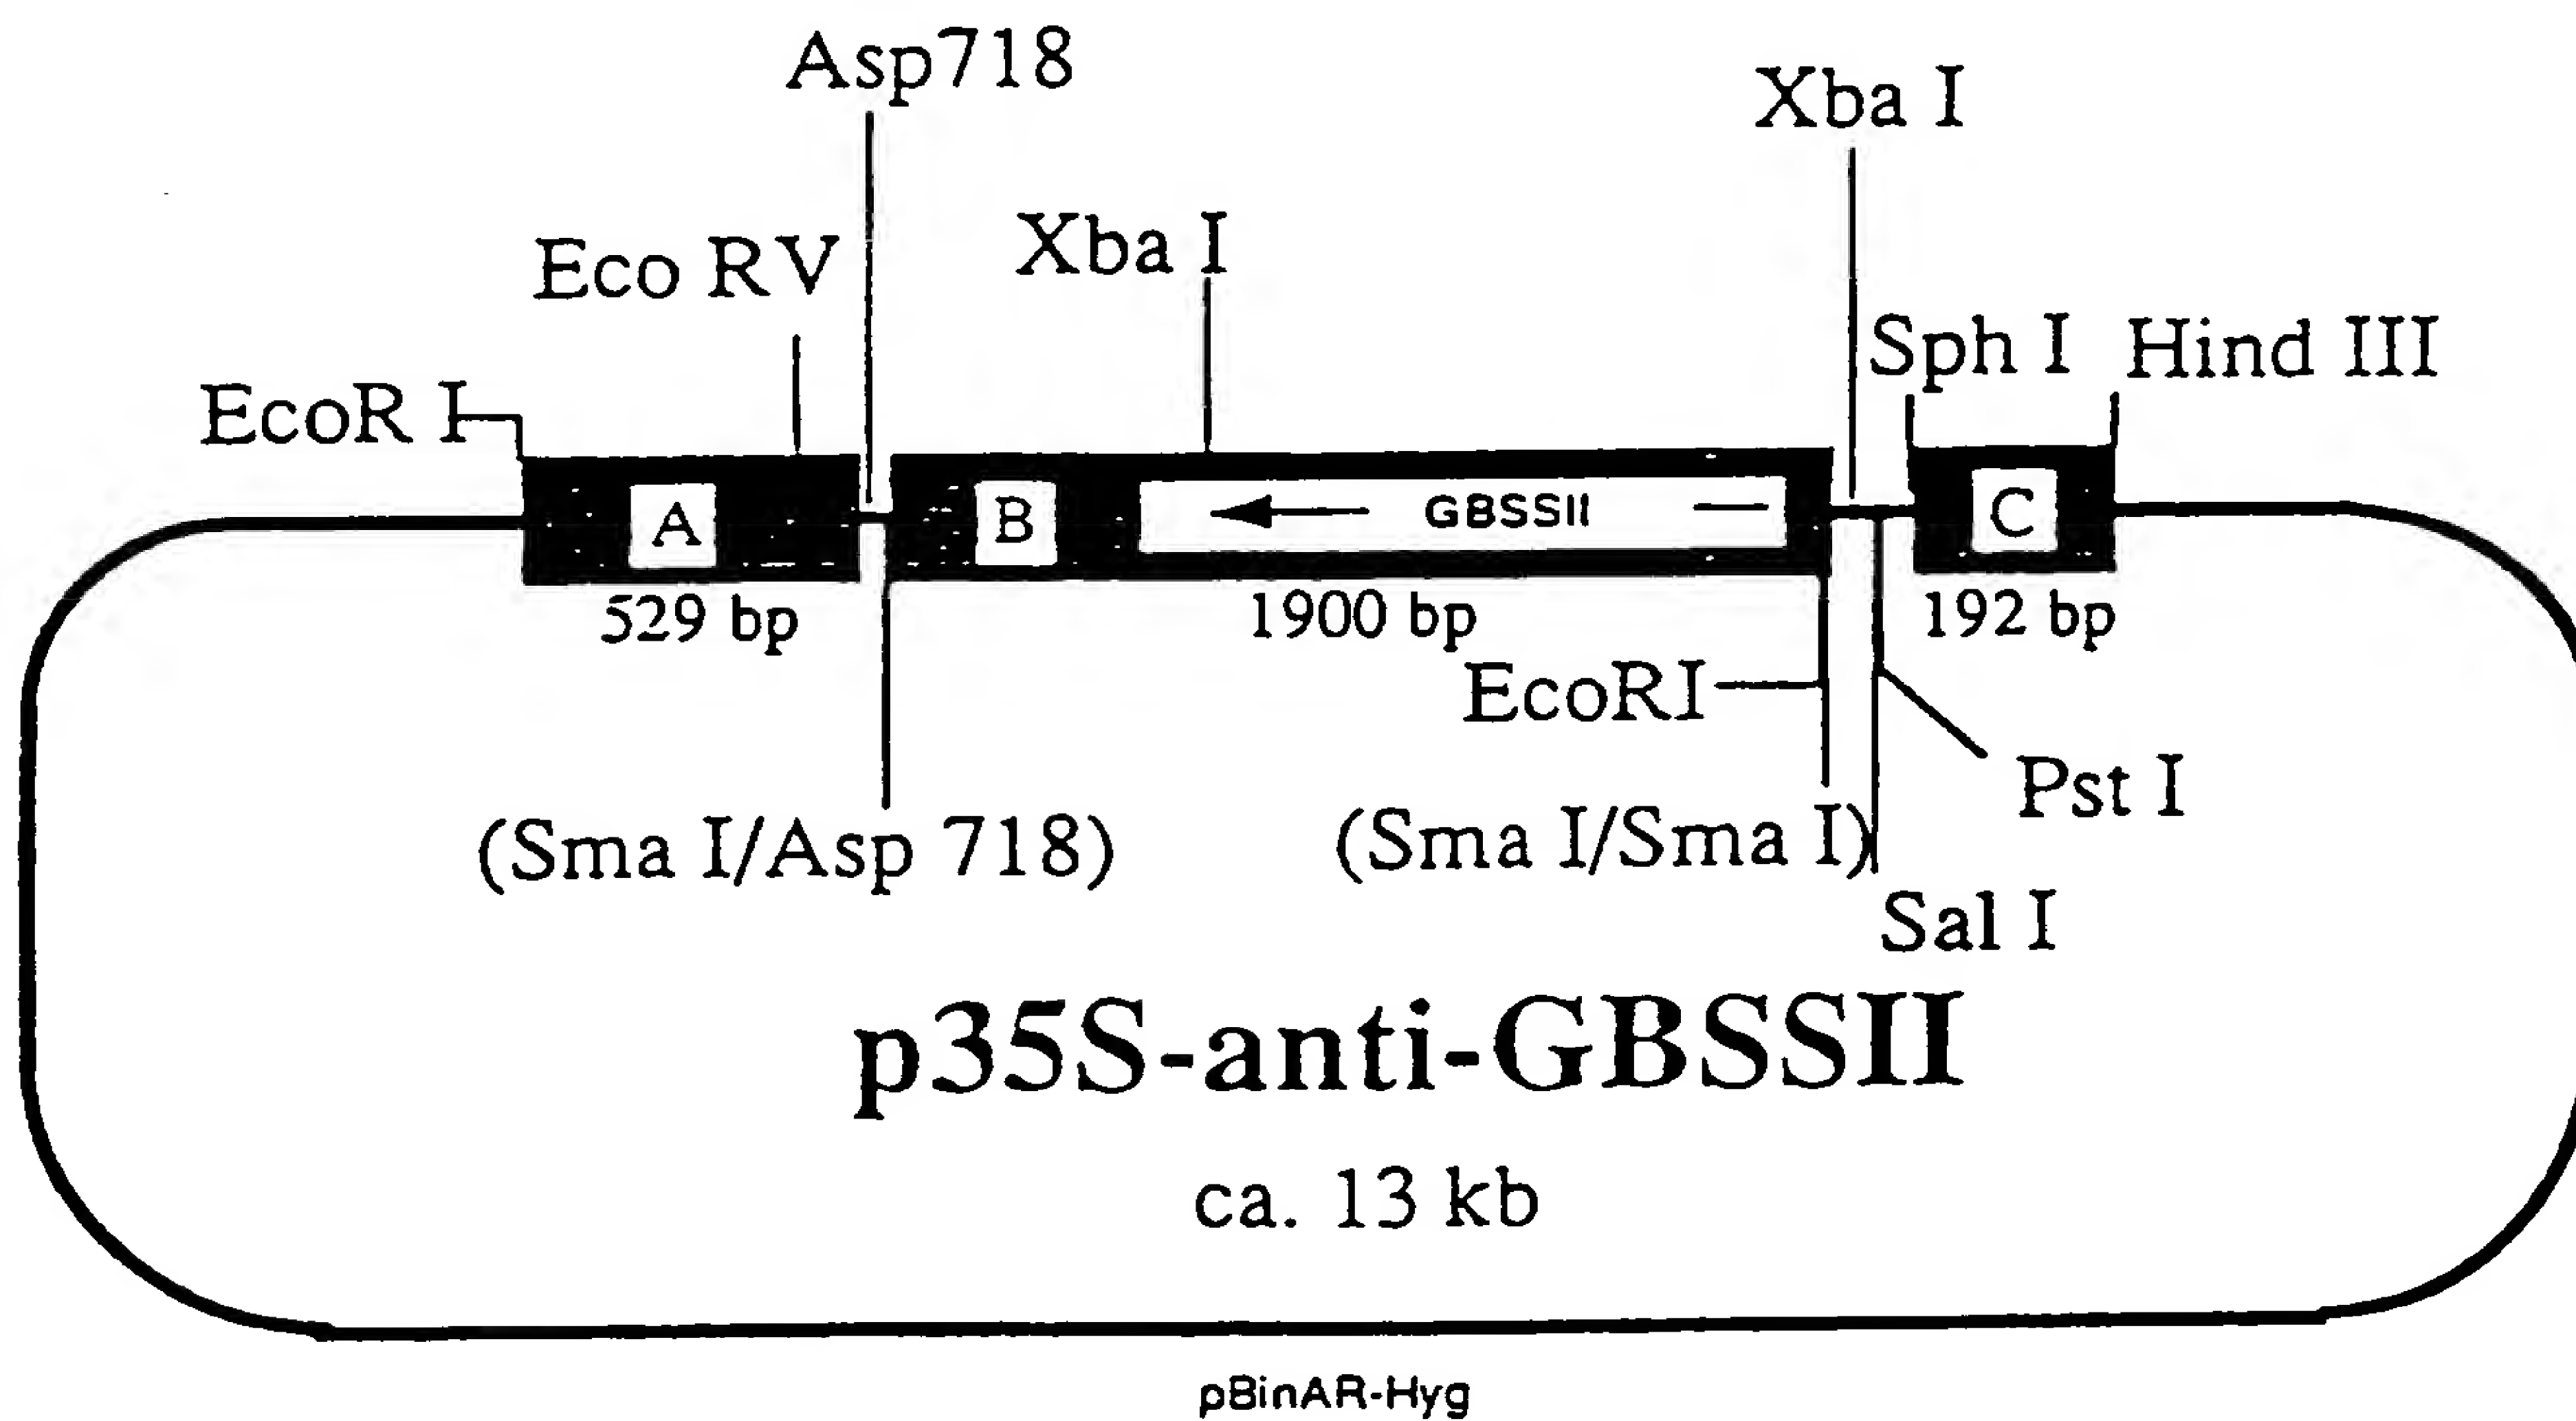 Asp718
Xba I
Eco RV
Xba I
Sph I
Hind III
EcoR I
A
B
GBSSII
C
529 bp
1900 bp
192 bp
EcoRI
Pst I
(Sma I/Asp 718)
(Sma I/Sma I)
Sal I
p35S-anti-GBSSII
ca. 13 kb
pBinAR-Hyg